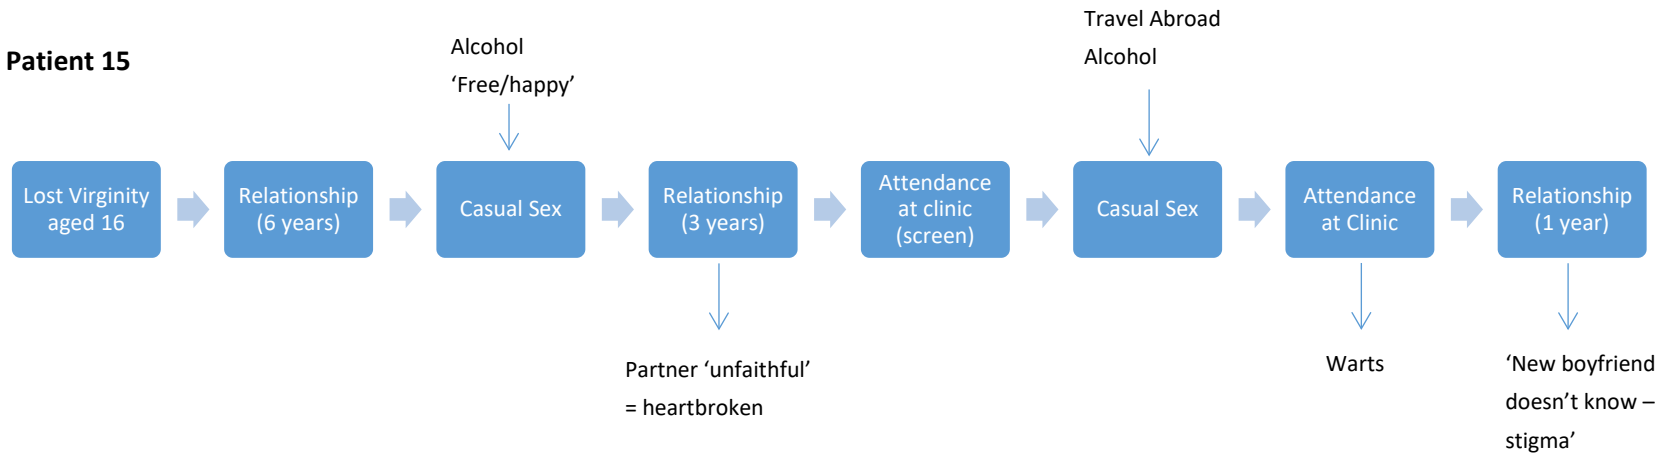 Patient 15
Alcohol
‘Free/happy’
Travel Abroad
Alcohol
Lost Virginity
aged 16
Relationship
(6 years)
Casual Sex
Relationship
(3 years)
Attendance
at clinic
(screen)
Casual Sex
Attendance
at Clinic
Relationship
(1 year)
Partner ‘unfaithful’
= heartbroken
Warts
‘New boyfriend
doesn’t know –
stigma’